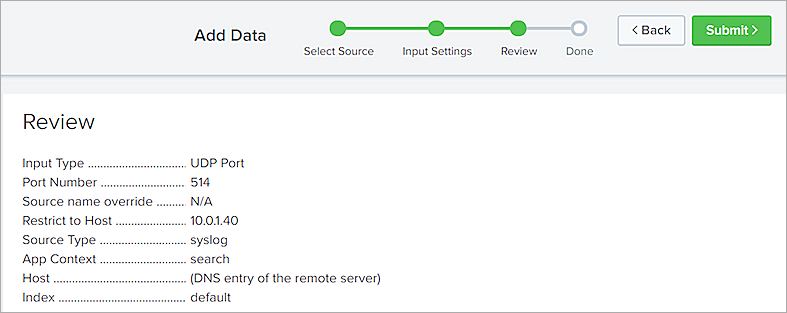 Add Data
Select Source
Input Settings
Review
Done
< Back
Submit >
Review
Input Type ................................ UDP Port
Port Number ........................... 514
Source name override ......... N/A
Restrict to Host ....................... 10.0.1.40
Source Type ............................ syslog
App Context ............................ search
Host ........................................... (DNS entry of the remote server)
Index ......................................... default